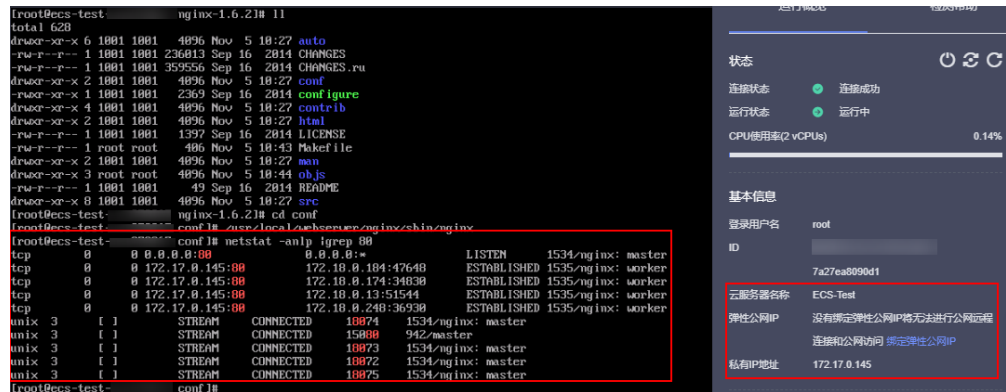 [root@ecs-test- nginx-1.6.2]# ll
total 628
drwxr-xr-x 6 1001 1001 4096 Nov 5 10:27 auto
-rw-r--r-- 1 1001 1001 236013 Sep 16 2014 CHANGES
-rw-r--r-- 1 1001 1001 359556 Sep 16 2014 CHANGES.ru
drwxr-xr-x 2 1001 1001 4096 Nov 5 10:27 conf
-rwxr-xr-x 1 1001 1001 2369 Sep 16 2014 configure
drwxr-xr-x 4 1001 1001 4096 Nov 5 10:27 contrib
drwxr-xr-x 2 1001 1001 4096 Nov 5 10:27 html
-rw-r--r-- 1 1001 1001 1397 Sep 16 2014 LICENSE
-rw-r--r-- 1 root root 406 Nov 5 10:43 Makefile
drwxr-xr-x 2 1001 1001 4096 Nov 5 10:27 man
drwxr-xr-x 3 root root 4096 Nov 5 10:44 objs
-rw-r--r-- 1 1001 1001 49 Sep 16 2014 README
drwxr-xr-x 8 1001 1001 4096 Nov 5 10:27 src
[root@ecs-test- nginx-1.6.2]# cd conf
[root@ecs-test- conf]# /usr/local/webserver/nginx/sbin/nginx
[root@ecs-test- conf]# netstat -anlp |grep 80
tcp 0 0 0.0.0.0:80 0.0.0.0:* LISTEN 1534/nginx: master
tcp 0 0 172.17.0.145:80 172.18.0.184:47648 ESTABLISHED 1535/nginx: worker
tcp 0 0 172.17.0.145:80 172.18.0.174:34830 ESTABLISHED 1535/nginx: worker
tcp 0 0 172.17.0.145:80 172.18.0.13:51544 ESTABLISHED 1535/nginx: worker
tcp 0 0 172.17.0.145:80 172.18.0.248:36930 ESTABLISHED 1535/nginx: worker
unix 3 [ ] STREAM CONNECTED 18074 1534/nginx: master
unix 3 [ ] STREAM CONNECTED 15080 942/master
unix 3 [ ] STREAM CONNECTED 18073 1534/nginx: master
unix 3 [ ] STREAM CONNECTED 18072 1534/nginx: master
unix 3 [ ] STREAM CONNECTED 18075 1534/nginx: master
[root@ecs-test- conf]#
运行概览 检测帮助
状态
连接状态 连接成功
运行状态 运行中
CPU使用率(2 vCPUs) 0.14%
基本信息
登录用户名 root
ID
7a27ea8090d1
云服务器名称 ECS-Test
弹性公网IP 没有绑定弹性公网IP将无法进行公网远程
连接和公网访问 绑定弹性公网IP
私有IP地址 172.17.0.145